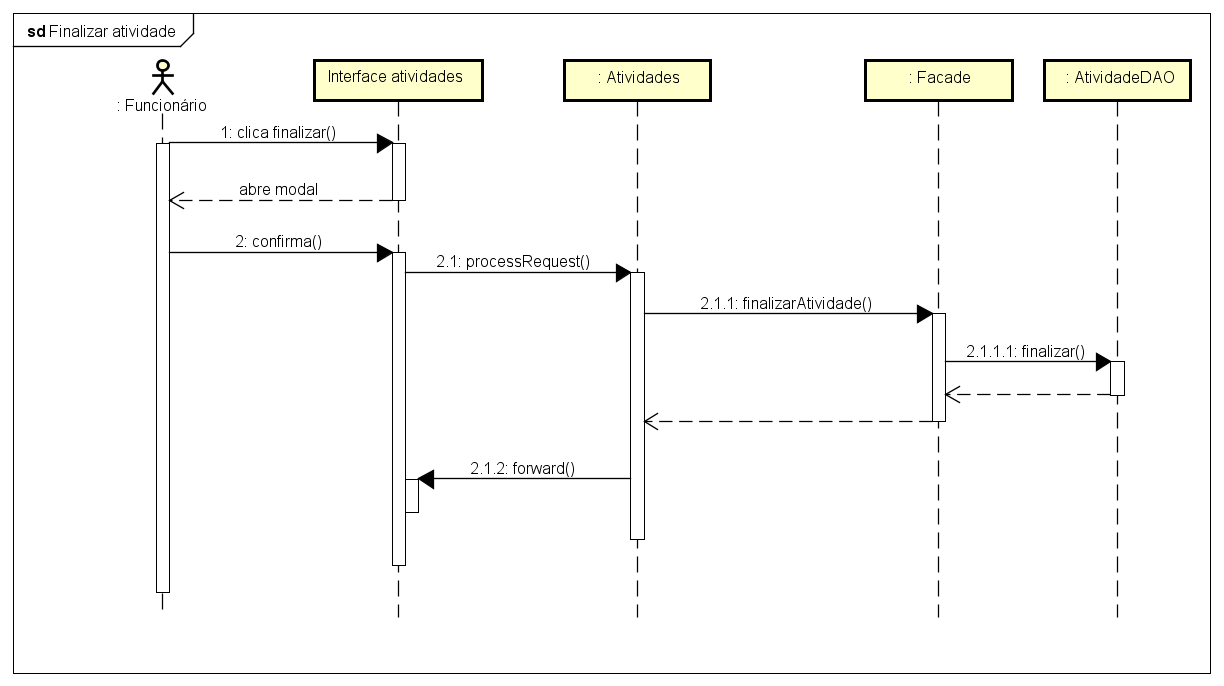 sd Finalizar atividade
: Funcionário
Interface atividades
: Atividades
: Facade
: AtividadeDAO
1: clica finalizar()
abre modal
2: confirma()
2.1: processRequest()
2.1.1: finalizarAtividade()
2.1.1.1: finalizar()
2.1.2: forward()